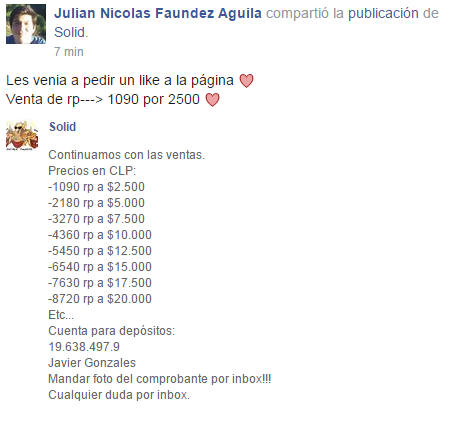 Julian Nicolas Faundez Aguila compartió la publicación de
Solid.
7 min
Les venia a pedir un like a la página
Venta de rp---> 1090 por 2500
Solid
Continuamos con las ventas.
Precios en CLP:
-1090 rp a $2.500
-2180 rp a $5.000
-3270 rp a $7.500
-4360 rp a $10.000
-5450 rp a $12.500
-6540 rp a $15.000
-7630 rp a $17.500
-8720 rp a $20.000
Etc...
Cuenta para depósitos:
19.638.497.9
Javier Gonzales
Mandar foto del comprobante por inbox!!!
Cualquier duda por inbox.